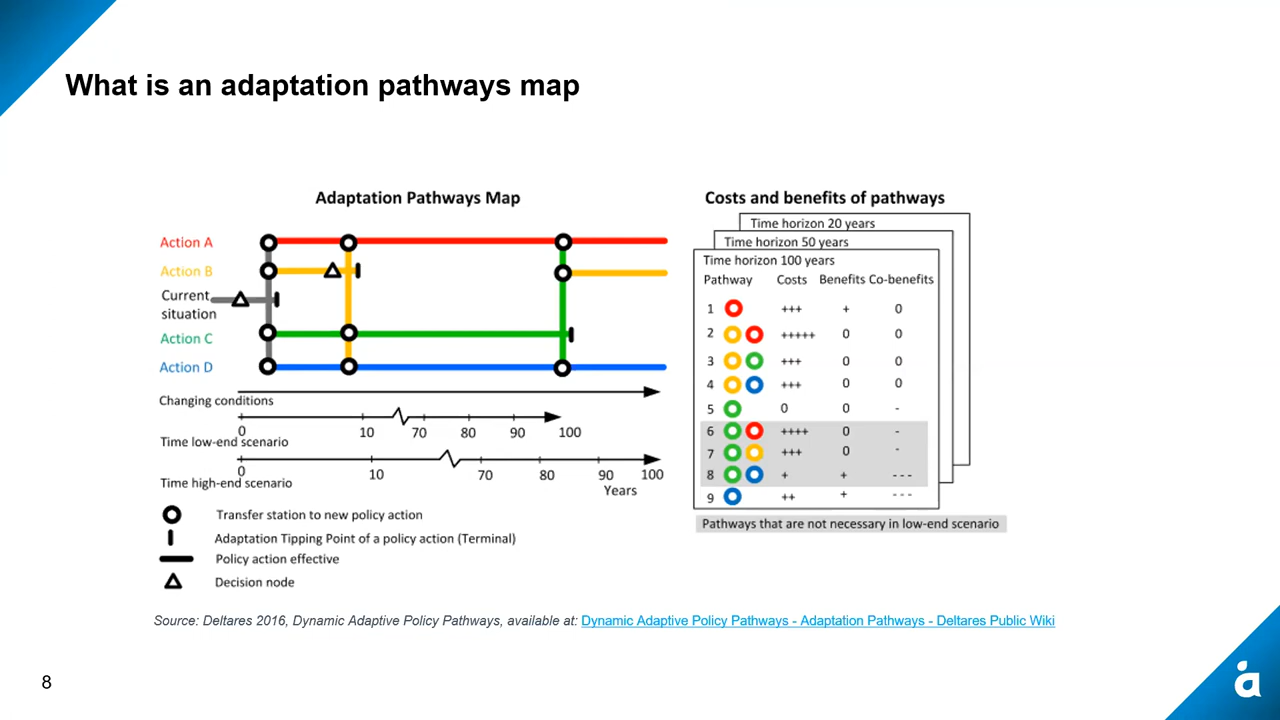 What is an adaptation pathways map
Adaptation Pathways Map
Action A
Action B
Current
situation
Action C
Action D
Changing conditions
0 10 70 80 90 100
Time low-end scenario
0 10 70 80 90 100
Time high-end scenario
Years
Transfer station to new policy action
Adaptation Tipping Point of a policy action (Terminal)
Policy action effective
Decision node
Costs and benefits of pathways
Time horizon 20 years
Time horizon 50 years
Time horizon 100 years
Pathway Costs Benefits Co-benefits
1 +++ + 0
2 +++++ 0 0
3 +++ 0 0
4 +++ 0 0
5 0 0 -
6 ++++ 0 -
7 +++ 0 -
8 + + - - -
9 ++ + - - -
Pathways that are not necessary in low-end scenario
Source: Deltares 2016, Dynamic Adaptive Policy Pathways, available at: Dynamic Adaptive Policy Pathways - Adaptation Pathways - Deltares Public Wiki
8
a